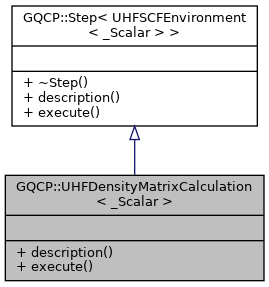 GQCP::Step< UHFSCFEnvironment
< _Scalar > >
+ ~Step()
+ description()
+ execute()
GQCP::UHFDensityMatrixCalculation
< _Scalar >
+ description()
+ execute()